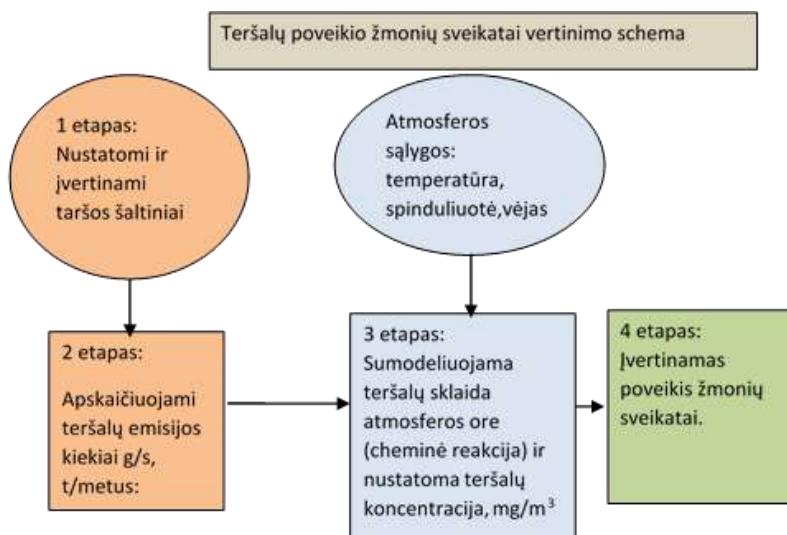 Teršalų poveikio žmonių sveikatai vertinimo schema
1 etapas:
Nustatomi ir
įvertinami
taršos šaltiniai
Atmosferos
sąlygos:
temperatūra,
spinduliuotė,vėjas
2 etapas:
Apskaičiuojami
teršalų emisijos
kiekiai g/s,
t/metus:
3 etapas:
Sumodeliuojama
teršalų sklaida
atmosferos ore
(cheminė reakcija) ir
nustatoma teršalų
koncentracija, mg/m³
4 etapas:
Įvertinamas
poveikis žmonių
sveikatai.